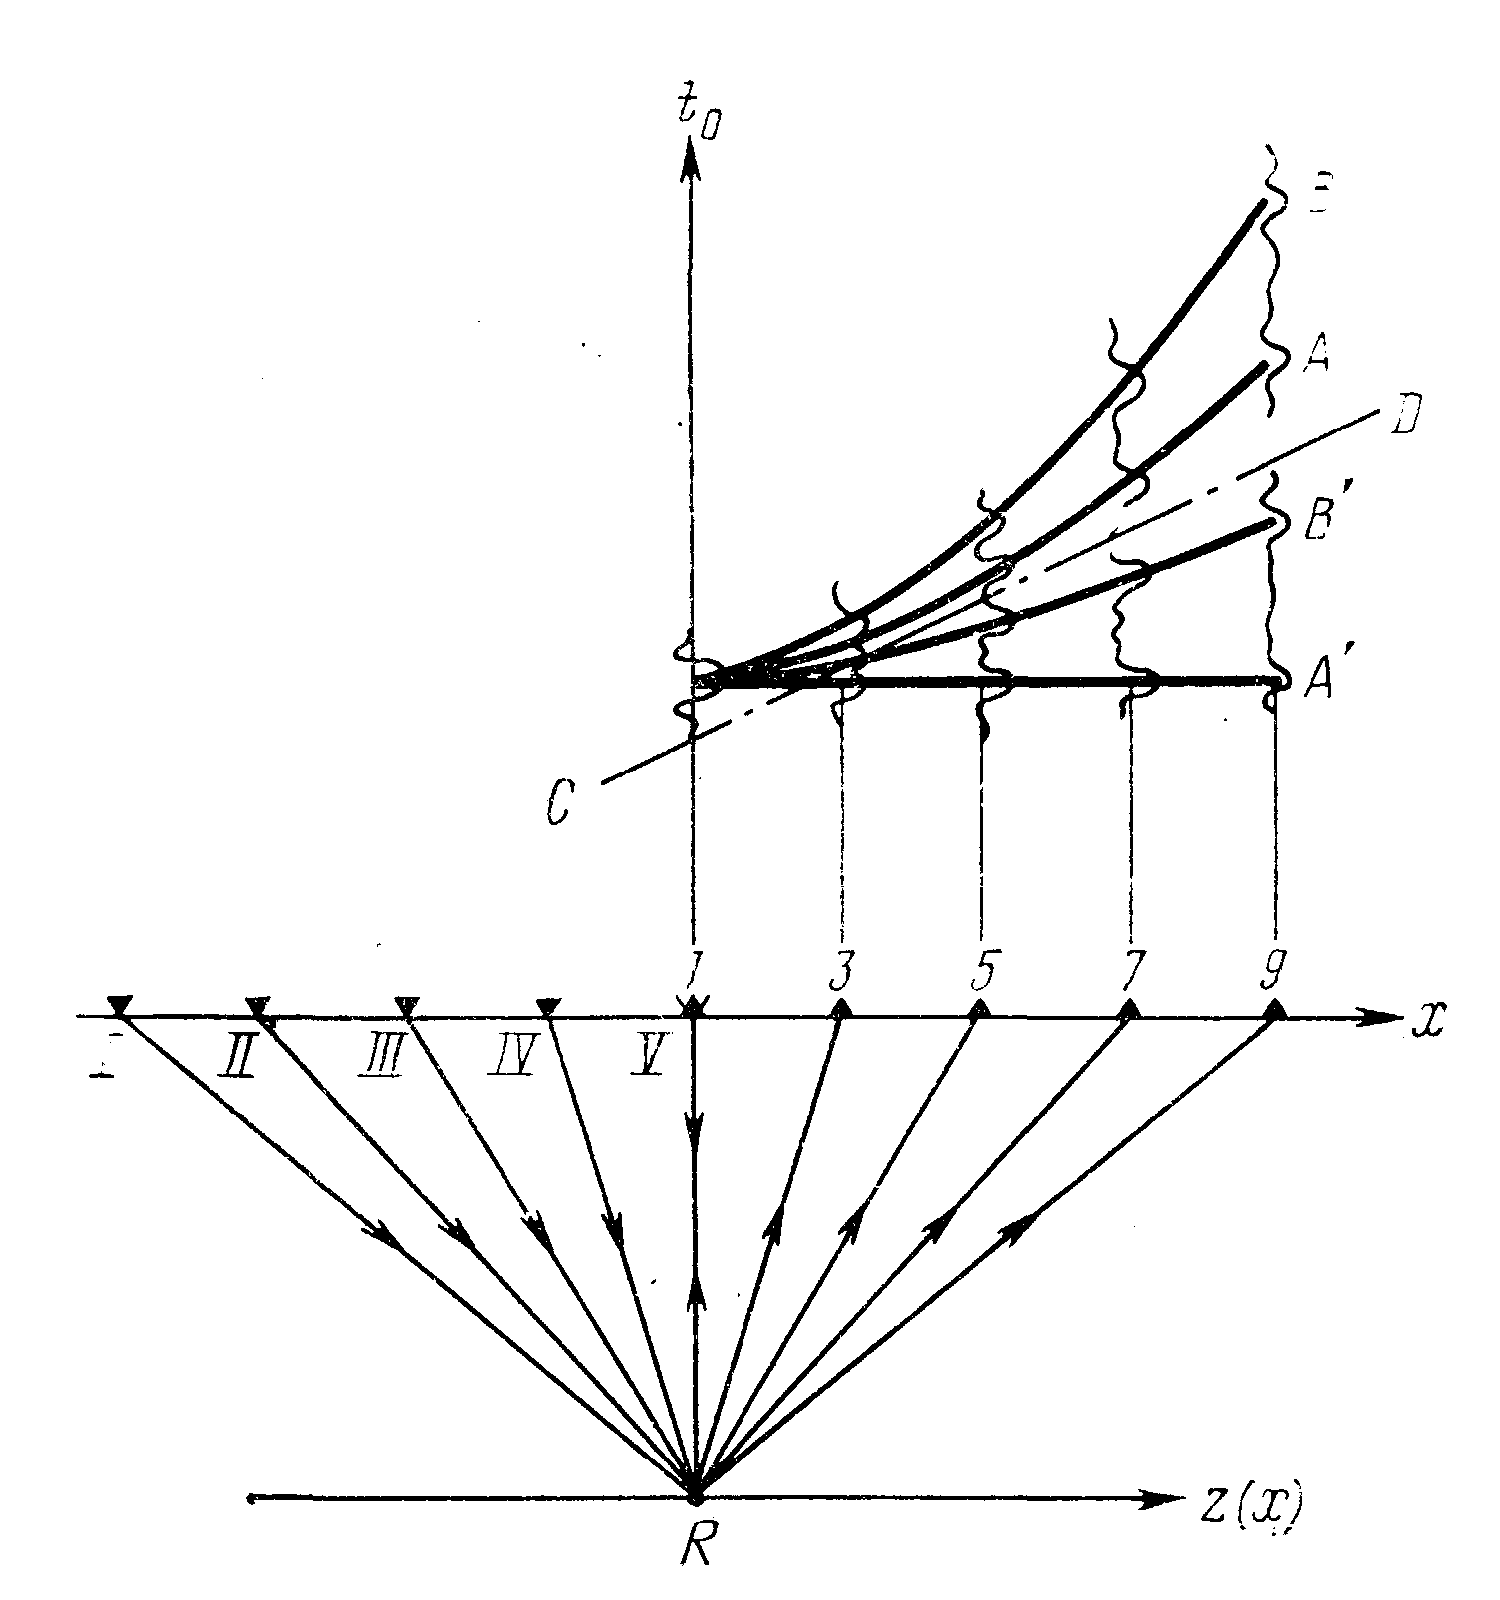 t₀
A
D
B′
A′
C
1 3 5 7 9
x
II III IV V
z(x)
R